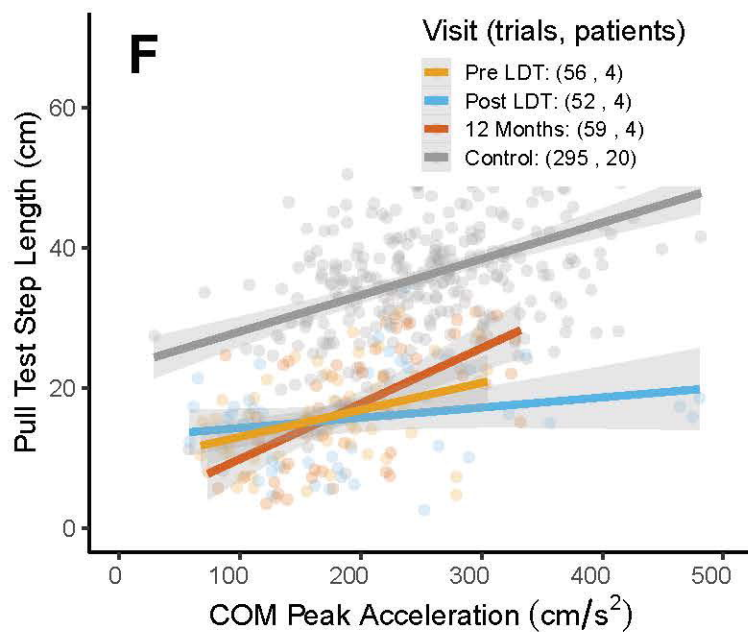 F
Visit (trials, patients)
Pre LDT: (56 , 4)
Post LDT: (52 , 4)
12 Months: (59 , 4)
Control: (295 , 20)
Pull Test Step Length (cm)
60
40
20
0
0 100 200 300 400 500
COM Peak Acceleration (cm/s²)